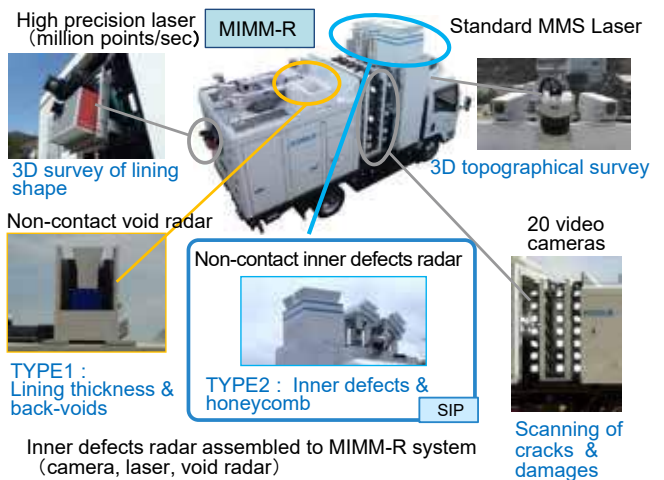 High precision laser
（million points/sec）
MIMM-R
Standard MMS Laser
3D survey of lining
shape
3D topographical survey
Non-contact void radar
20 video
cameras
Non-contact inner defects radar
TYPE1 :
Lining thickness &
back-voids
TYPE2 : Inner defects &
honeycomb
SIP
Scanning of
cracks &
damages
Inner defects radar assembled to MIMM-R system
（camera, laser, void radar）